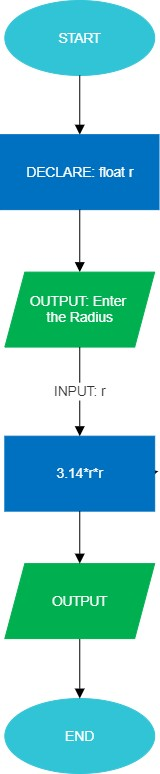 START
DECLARE: float r
OUTPUT: Enter
the Radius
INPUT: r
3.14*r*r
OUTPUT
END